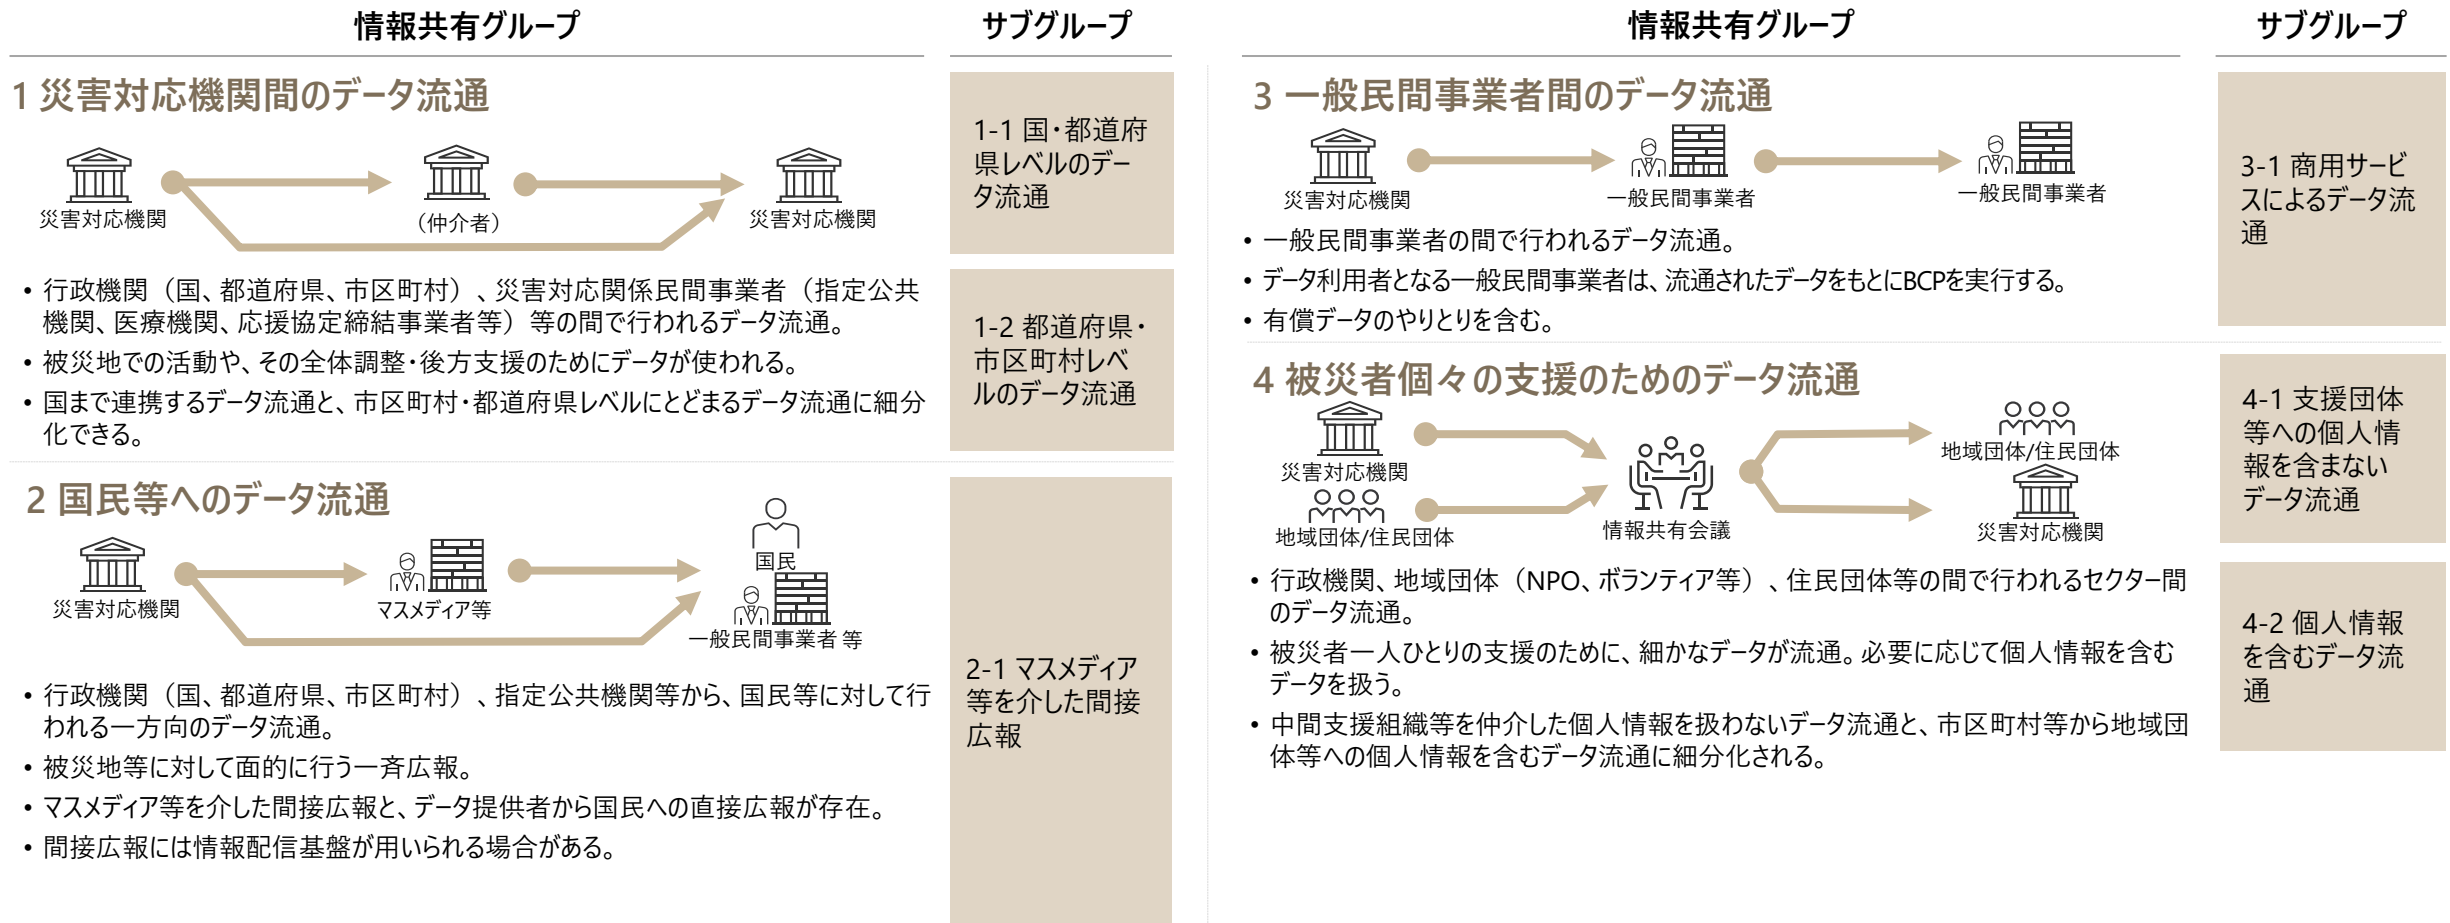 情報共有グループ
サブグループ
1 災害対応機関間のデータ流通
災害対応機関
（仲介者）
災害対応機関
• 行政機関（国、都道府県、市区町村）、災害対応関係民間事業者（指定公共
機関、医療機関、応援協定締結事業者等）等の間で行われるデータ流通。
• 被災地での活動や、その全体調整・後方支援のためにデータが使われる。
• 国まで連携するデータ流通と、市区町村・都道府県レベルにとどまるデータ流通に細分
化できる。
1-1 国・都道府
県レベルのデー
タ流通
1-2 都道府県・
市区町村レベ
ルのデータ流通
2 国民等へのデータ流通
災害対応機関
マスメディア等
国民
一般民間事業者 等
• 行政機関（国、都道府県、市区町村）、指定公共機関等から、国民等に対して行
われる一方向のデータ流通。
• 被災地等に対して面的に行う一斉広報。
• マスメディア等を介した間接広報と、データ提供者から国民への直接広報が存在。
• 間接広報には情報配信基盤が用いられる場合がある。
2-1 マスメディア
等を介した間接
広報
情報共有グループ
サブグループ
3 一般民間事業者間のデータ流通
災害対応機関
一般民間事業者
一般民間事業者
• 一般民間事業者の間で行われるデータ流通。
• データ利用者となる一般民間事業者は、流通されたデータをもとにBCPを実行する。
• 有償データのやりとりを含む。
3-1 商用サービ
スによるデータ流
通
4 被災者個々の支援のためのデータ流通
災害対応機関
地域団体/住民団体
情報共有会議
地域団体/住民団体
災害対応機関
• 行政機関、地域団体（NPO、ボランティア等）、住民団体等の間で行われるセクター間
のデータ流通。
• 被災者一人ひとりの支援のために、細かなデータが流通。必要に応じて個人情報を含む
データを扱う。
• 中間支援組織等を仲介した個人情報を扱わないデータ流通と、市区町村等から地域団
体等への個人情報を含むデータ流通に細分化される。
4-1 支援団体
等への個人情
報を含まない
データ流通
4-2 個人情報
を含むデータ流
通